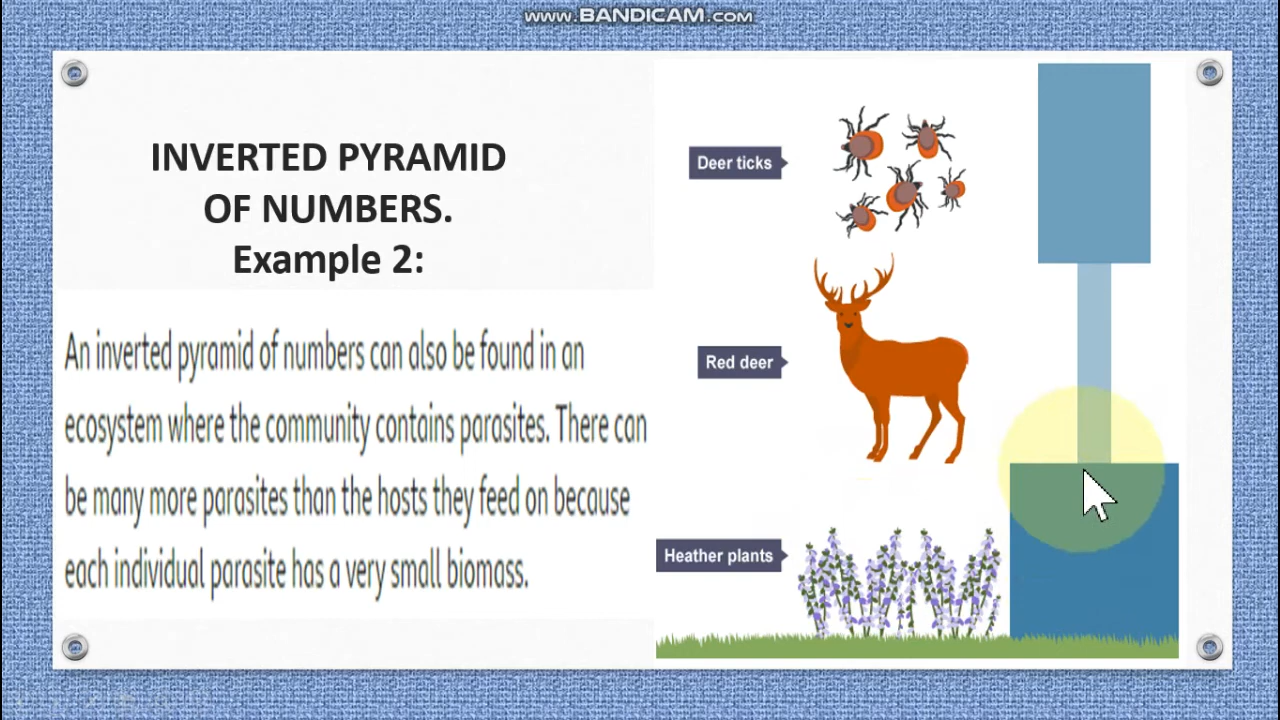 www.BANDICAM.com
INVERTED PYRAMID
OF NUMBERS.
Example 2:
An inverted pyramid of numbers can also be found in an
ecosystem where the community contains parasites. There can
be many more parasites than the hosts they feed on because
each individual parasite has a very small biomass.
Deer ticks
Red deer
Heather plants